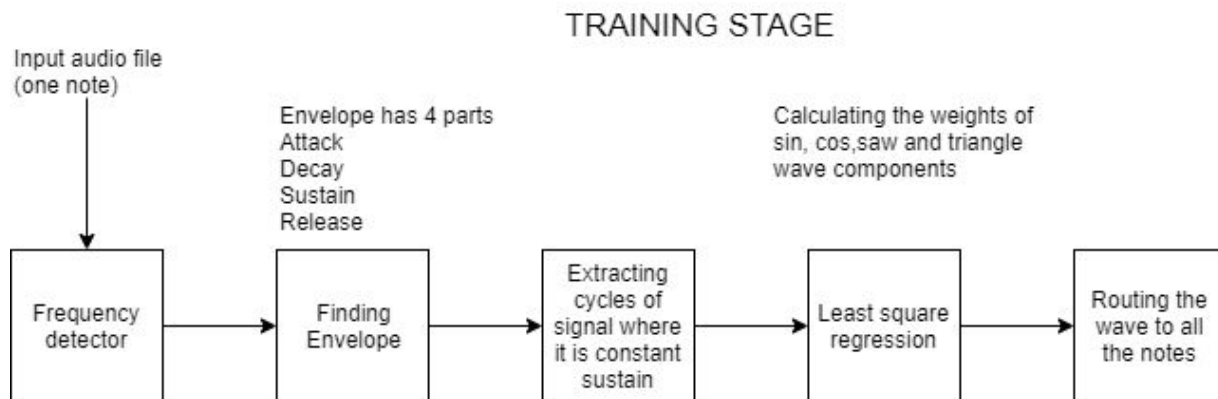 TRAINING STAGE
Input audio file
(one note)
Envelope has 4 parts
Attack
Decay
Sustain
Release
Calculating the weights of
sin, cos,saw and triangle
wave components
Frequency
detector
Finding
Envelope
Extracting
cycles of
signal where
it is constant
sustain
Least square
regression
Routing the
wave to all
the notes